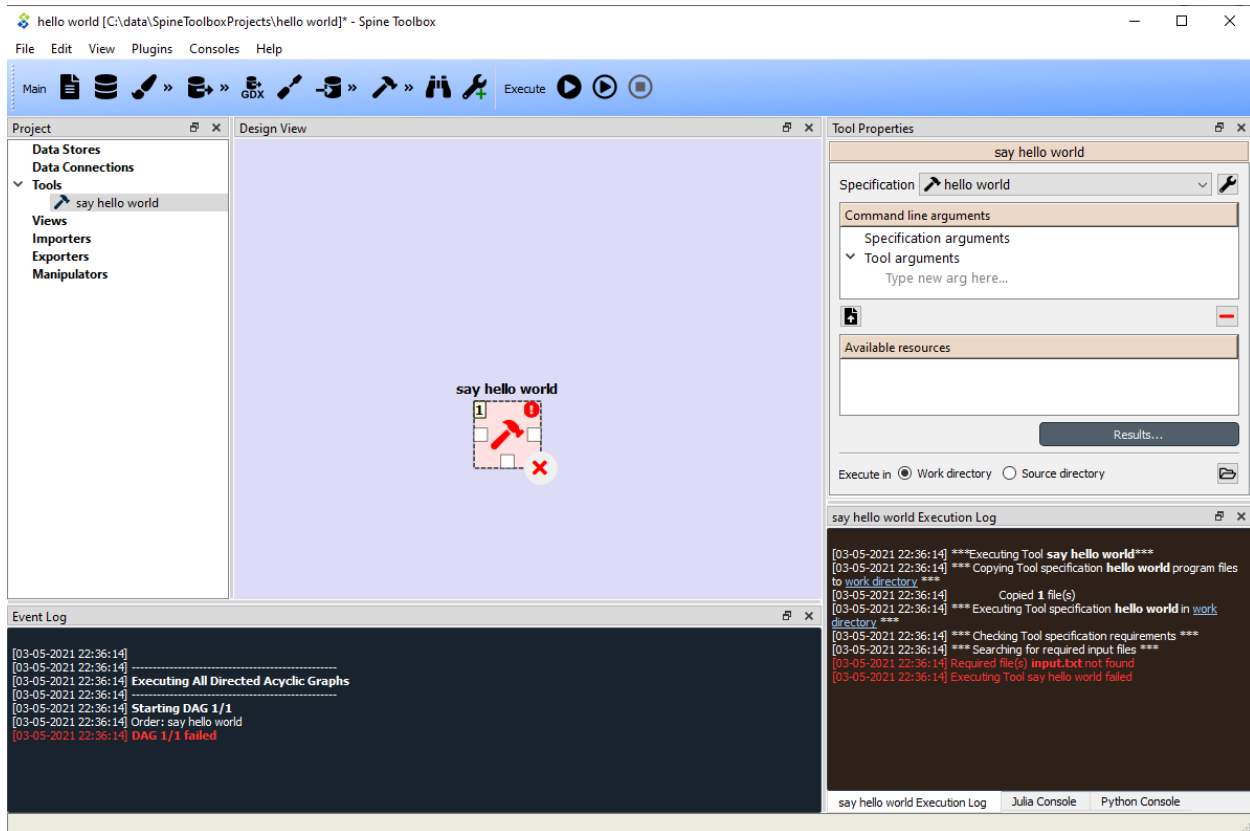 hello world [C:\data\SpineToolboxProjects\hello world]* - Spine Toolbox
File Edit View Plugins Consoles Help
Main » » GDX » » Execute
Project
Data Stores
Data Connections
Tools
say hello world
Views
Importers
Exporters
Manipulators
Design View
say hello world
1
Tool Properties
say hello world
Specification hello world
Command line arguments
Specification arguments
Tool arguments
Type new arg here...
Available resources
Results...
Execute in Work directory Source directory
Event Log
[03-05-2021 22:36:14]
[03-05-2021 22:36:14] -------------------------------------------------
[03-05-2021 22:36:14] Executing All Directed Acyclic Graphs
[03-05-2021 22:36:14] -------------------------------------------------
[03-05-2021 22:36:14] Starting DAG 1/1
[03-05-2021 22:36:14] Order: say hello world
[03-05-2021 22:36:14] DAG 1/1 failed
say hello world Execution Log
[03-05-2021 22:36:14] ***Executing Tool say hello world***
[03-05-2021 22:36:14] *** Copying Tool specification hello world program files
to work directory ***
[03-05-2021 22:36:14] Copied 1 file(s)
[03-05-2021 22:36:14] *** Executing Tool specification hello world in work
directory ***
[03-05-2021 22:36:14] *** Checking Tool specification requirements ***
[03-05-2021 22:36:14] *** Searching for required input files ***
[03-05-2021 22:36:14] Required file(s) input.txt not found
[03-05-2021 22:36:14] Executing Tool say hello world failed
say hello world Execution Log Julia Console Python Console